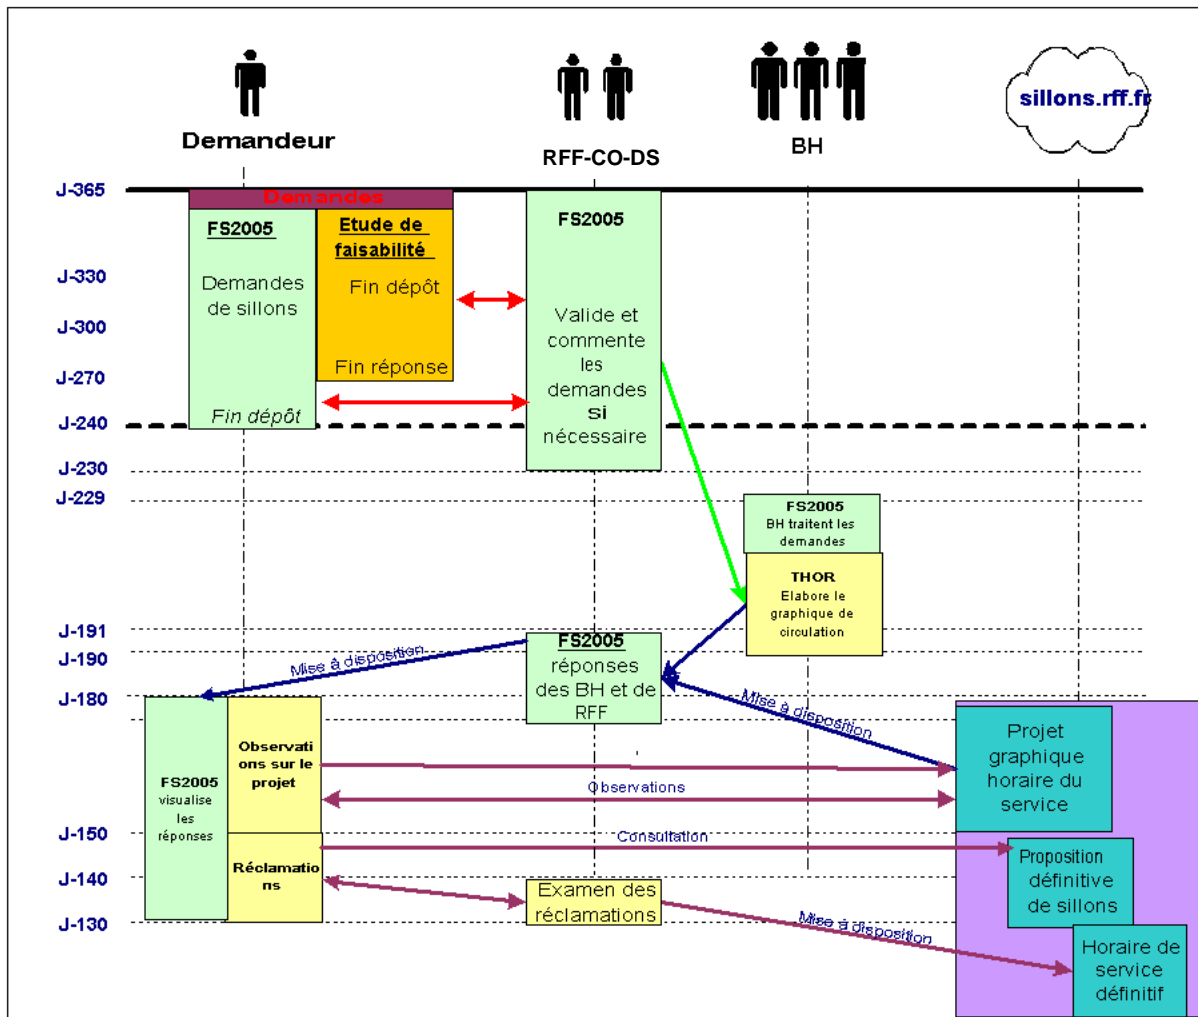 sillons.rff.fr
Demandeur
RFF-CO-DS
BH
J-365
J-330
J-300
J-270
J-240
J-230
J-229
J-191
J-190
J-180
J-150
J-140
J-130
Demandes
FS2005
Demandes
de sillons
Fin dépôt
Etude de
faisabilité
Fin dépôt
Fin réponse
FS2005
Valide et
commente
les
demandes
si
nécessaire
FS2005
BH traitent les
demandes
THOR
Elabore le
graphique de
circulation
FS2005
réponses
des BH et de
RFF
Mise à disposition
Mise à disposition
FS2005
visualise
les
réponses
Observati
ons sur le
projet
Réclamati
ons
Observations
Consultation
Examen des
réclamations
Mise à disposition
Projet
graphique
horaire du
service
Proposition
définitive
de sillons
Horaire de
service
définitif